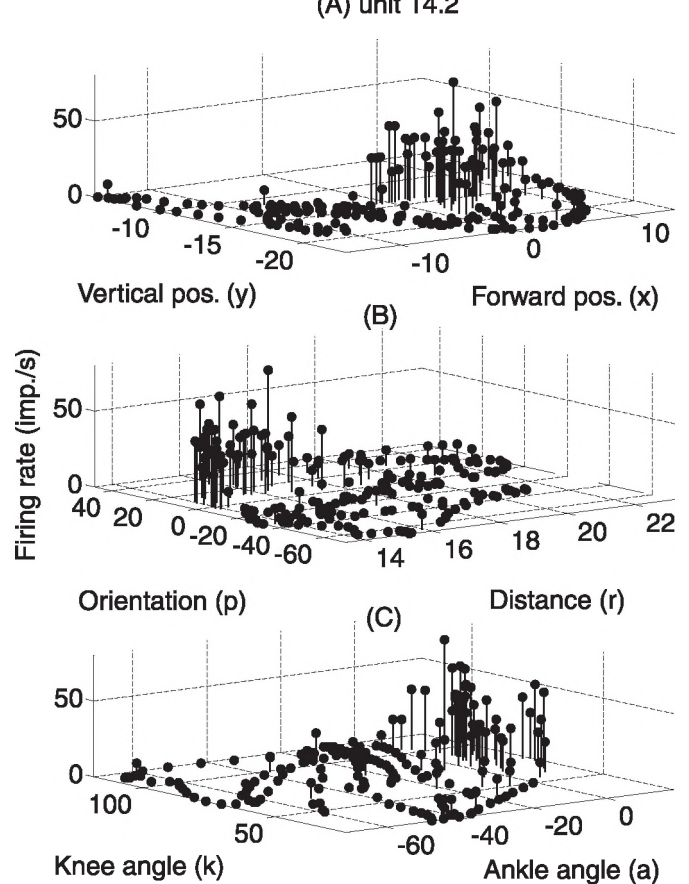 (A) unit 14.2
50
0
-10
-15
-20
-10
0
10
Vertical pos. (y)
Forward pos. (x)
(B)
Firing rate (imp./s)
50
0
40
20
0
-20
-40
-60
14
16
18
20
22
Orientation (p)
Distance (r)
(C)
50
0
100
50
-60
-40
-20
0
Knee angle (k)
Ankle angle (a)